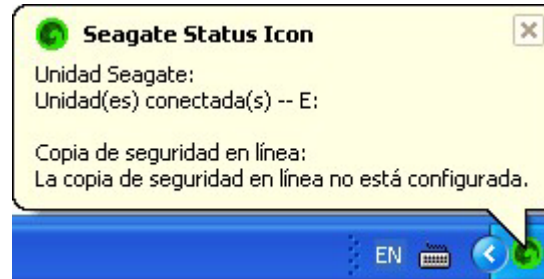 Seagate Status Icon
Unidad Seagate:
Unidad(es) conectada(s) -- E:
Copia de seguridad en línea:
La copia de seguridad en línea no está configurada.
EN